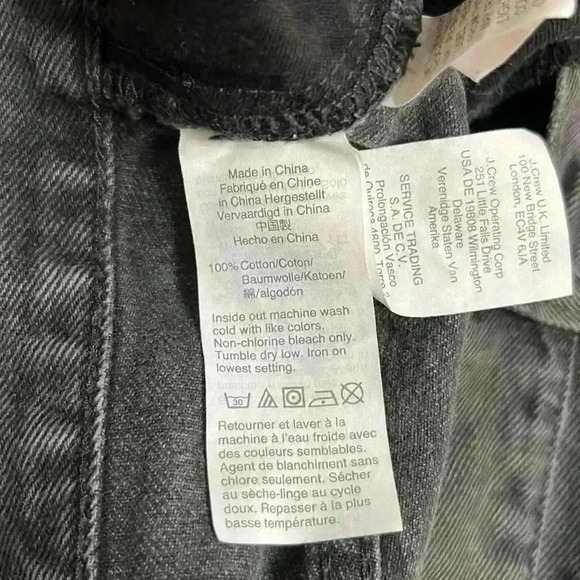 Made in China
Fabriqué en Chine
in China Hergestellt
Vervaardigd in China
中国製
Hecho en China
100% Cotton/Coton/
Baumwolle/Katoen/
綿/algodón
Inside out machine wash
cold with like colors.
Non-chlorine bleach only.
Tumble dry low. Iron on
lowest setting.
30
Retourner et laver à la
machine à l'eau froide avec
des couleurs semblables.
Agent de blanchiment sans
chlore seulement. Sécher
au sèche-linge au cycle
doux. Repasser à la plus
basse température.
J.Crew U.K. Limited
100 New Bridge Street
London, EC4V 6JA
J.Crew Operating Corp
251 Little Falls Drive
USA DE 19808 Wilmington
Delaware
Verenidge Staten Van
Amerika
SERVICE TRADING
S.A. DE C.V.
Prolongación Vasco
de Quiroga 4800, Torre